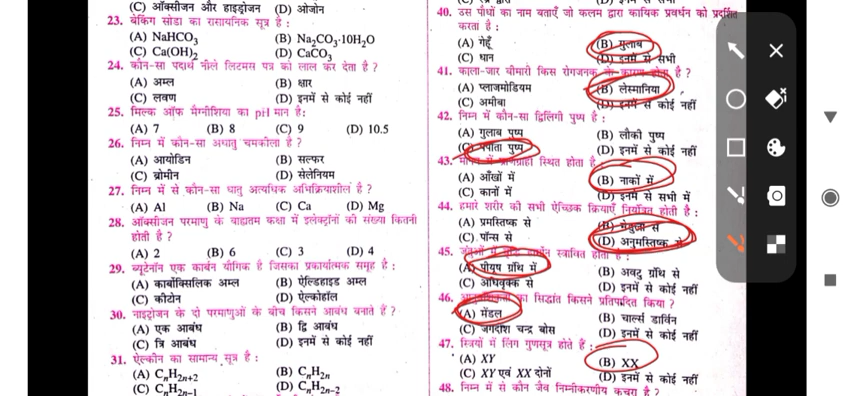 (C) ऑक्सीजन और हाइड्रोजन (D) ओजोन
23. बेकिंग सोडा का रासायनिक सूत्र है :
(A) NaHCO3 (B) Na2CO3·10H2O
(C) Ca(OH)2 (D) CaCO3
24. कौन-सा पदार्थ नीले लिटमस पत्र को लाल कर देता है ?
(A) अम्ल (B) क्षार
(C) लवण (D) इनमें से कोई नहीं
25. मिल्क ऑफ मैग्नीशिया का pH मान है:
(A) 7 (B) 8 (C) 9 (D) 10.5
26. निम्न में कौन-सा अधातु चमकीला है ?
(A) आयोडिन (B) सल्फर
(C) ब्रोमीन (D) सेलेनियम
27. निम्न में से कौन-सा धातु अत्यधिक अभिक्रियाशील है ?
(A) Al (B) Na (C) Ca (D) Mg
28. ऑक्सीजन परमाणु के बाह्यतम कक्षा में इलेक्ट्रॉनों की संख्या कितनी
होती है ?
(A) 2 (B) 6 (C) 3 (D) 4
29. ब्यूटेनॉन एक कार्बन यौगिक है जिसका प्रकार्यात्मक समूह है :
(A) कार्बोक्सिलिक अम्ल (B) ऐल्डिहाइड अम्ल
(C) कीटोन (D) ऐल्कोहॉल
30. नाइट्रोजन के दो परमाणुओं के बीच कितने आबंध बनाते हैं ?
(A) एक आबंध (B) द्वि आबंध
(C) त्रि आबंध (D) इनमें से कोई नहीं
31. ऐल्कीन का सामान्य सूत्र है :
(A) CnH2n+2 (B) CnH2n
(C) CnH2n−1 (D) CnH2n−2
40. उस पौधों का नाम बताएँ जो कलम द्वारा कायिक प्रवर्धन को प्रदर्शित
करता है :
(A) गेहूँ (B) गुलाब
(C) धान (D) इनमें से सभी
41. काला-जार बीमारी किस रोगजनक के कारण होता है ?
(A) प्लाज्मोडियम (B) लेस्मानिया
(C) अमीबा (D) इनमें से कोई नहीं
42. निम्न में कौन-सा द्विलिंगी पुष्प है :
(A) गुलाब पुष्प (B) लौकी पुष्प
(C) पपीता पुष्प (D) इनमें से कोई नहीं
43. में स्थित होता है
(A) आँखों में (B) नाकों में
(C) कानों में (D) इनमें से सभी में
44. हमारे शरीर की सभी ऐच्छिक क्रियाएँ नियंत्रित होती है :
(A) प्रमस्तिष्क से (B) मेडुला से
(C) पॉन्स से (D) अनुमस्तिष्क से
45. स्त्रावित होता है :
(A) पीयूष ग्रंथि में (B) अवटु ग्रंथि से
(C) अधिवृक्क से (D) इनमें से कोई नहीं
46. का सिद्धांत किसने प्रतिपादित किया ?
(A) मेंडल (B) चार्ल्स डार्विन
(C) जगदीश चन्द्र बोस (D) इनमें से कोई नहीं
47. स्त्रियों में लिंग गुणसूत्र होते हैं :
(A) XY (B) XX
(C) XY एवं XX दोनों (D) इनमें से कोई नहीं
48. निम्न में से कौन जैव निम्नीकरणीय कचरा है ?